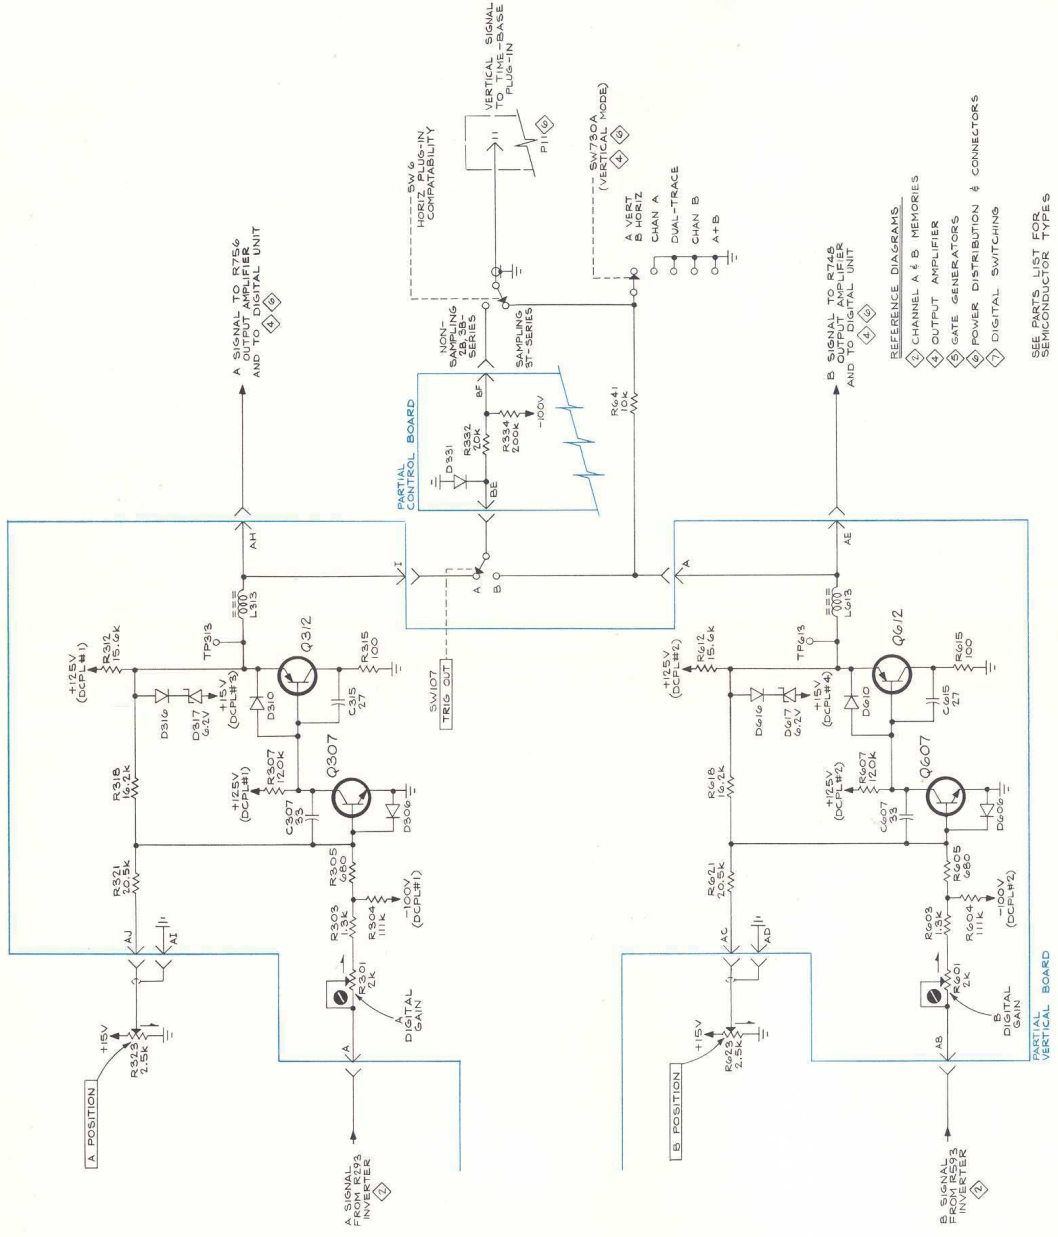 A POSITION
+15V
R323
2.5k
AJ
AI
R321
20.5k
R318
16.2k
D316
D317
6.2V
+15V
(DCPL#3)
+125V
(DCPL#1)
R312
15.6k
TP313
L313
AH
A SIGNAL TO R756
OUTPUT AMPLIFIER
AND TO DIGITAL UNIT
4
6
A SIGNAL
FROM R293
INVERTER
2
A
A
DIGITAL
GAIN
R301
2k
R303
1.3k
R304
111k
-100V
(DCPL#1)
R305
680
C307
33
+125V
(DCPL#1)
R307
120k
Q307
D306
D310
Q312
C315
27
R315
100
I
SW107
TRIG OUT
A
B
PARTIAL
CONTROL BOARD
BE
D331
R332
20k
R334
200k
-100V
BF
NON-
SAMPLING
2B, 3B-
SERIES
SAMPLING
3T-SERIES
SW6
HORIZ PLUG-IN
COMPATABILITY
VERTICAL SIGNAL
TO TIME-BASE
PLUG-IN
11
P11
6
R641
10k
SW730A
(VERTICAL MODE)
4
6
A VERT
B HORIZ
CHAN A
DUAL-TRACE
CHAN B
A+B
A
B POSITION
+15V
R623
2.5k
AC
AD
R621
20.5k
R618
16.2k
D616
D617
6.2V
+15V
(DCPL#4)
+125V
(DCPL#2)
R612
15.6k
TP613
L613
AE
B SIGNAL TO R748
OUTPUT AMPLIFIER
AND TO DIGITAL UNIT
4
6
B SIGNAL
FROM R593
INVERTER
2
AB
B
DIGITAL
GAIN
R601
2k
R603
1.3k
R604
111k
-100V
(DCPL#2)
R605
680
C607
33
+125V
(DCPL#2)
R607
120k
Q607
D606
D610
Q612
C615
27
R615
100
PARTIAL
VERTICAL BOARD
REFERENCE DIAGRAMS
2 CHANNEL A & B MEMORIES
4 OUTPUT AMPLIFIER
5 GATE GENERATORS
6 POWER DISTRIBUTION & CONNECTORS
7 DIGITAL SWITCHING
SEE PARTS LIST FOR
SEMICONDUCTOR TYPES